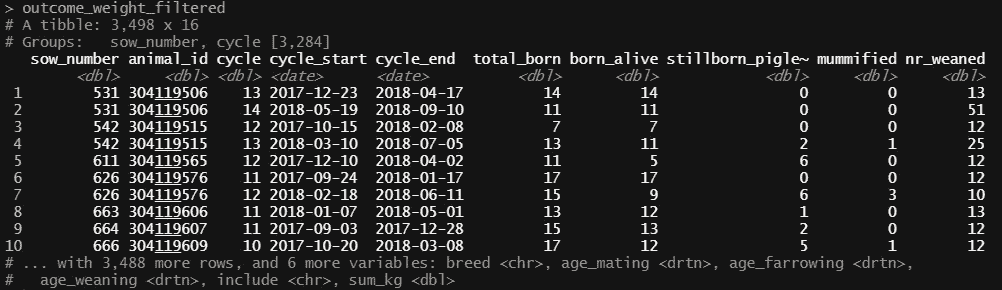 > outcome_weight_filtered
# A tibble: 3,498 x 16
# Groups: sow_number, cycle [3,284]
sow_number animal_id cycle cycle_start cycle_end total_born born_alive stillborn_pigle~ mummified nr_weaned
<dbl> <dbl> <dbl> <date> <date> <dbl> <dbl> <dbl> <dbl> <dbl>
1 531 304119506 13 2017-12-23 2018-04-17 14 14 0 0 13
2 531 304119506 14 2018-05-19 2018-09-10 11 11 0 0 51
3 542 304119515 12 2017-10-15 2018-02-08 7 7 0 0 12
4 542 304119515 13 2018-03-10 2018-07-05 13 11 2 1 25
5 611 304119565 12 2017-12-10 2018-04-02 11 5 6 0 12
6 626 304119576 11 2017-09-24 2018-01-17 17 17 0 0 12
7 626 304119576 12 2018-02-18 2018-06-11 15 9 6 3 10
8 663 304119606 11 2018-01-07 2018-05-01 13 12 1 0 13
9 664 304119607 11 2017-09-03 2017-12-28 15 13 2 0 12
10 666 304119609 10 2017-10-20 2018-03-08 17 12 5 1 12
# ... with 3,488 more rows, and 6 more variables: breed <chr>, age_mating <drtn>, age_farrowing <drtn>,
# age_weaning <drtn>, include <chr>, sum_kg <dbl>